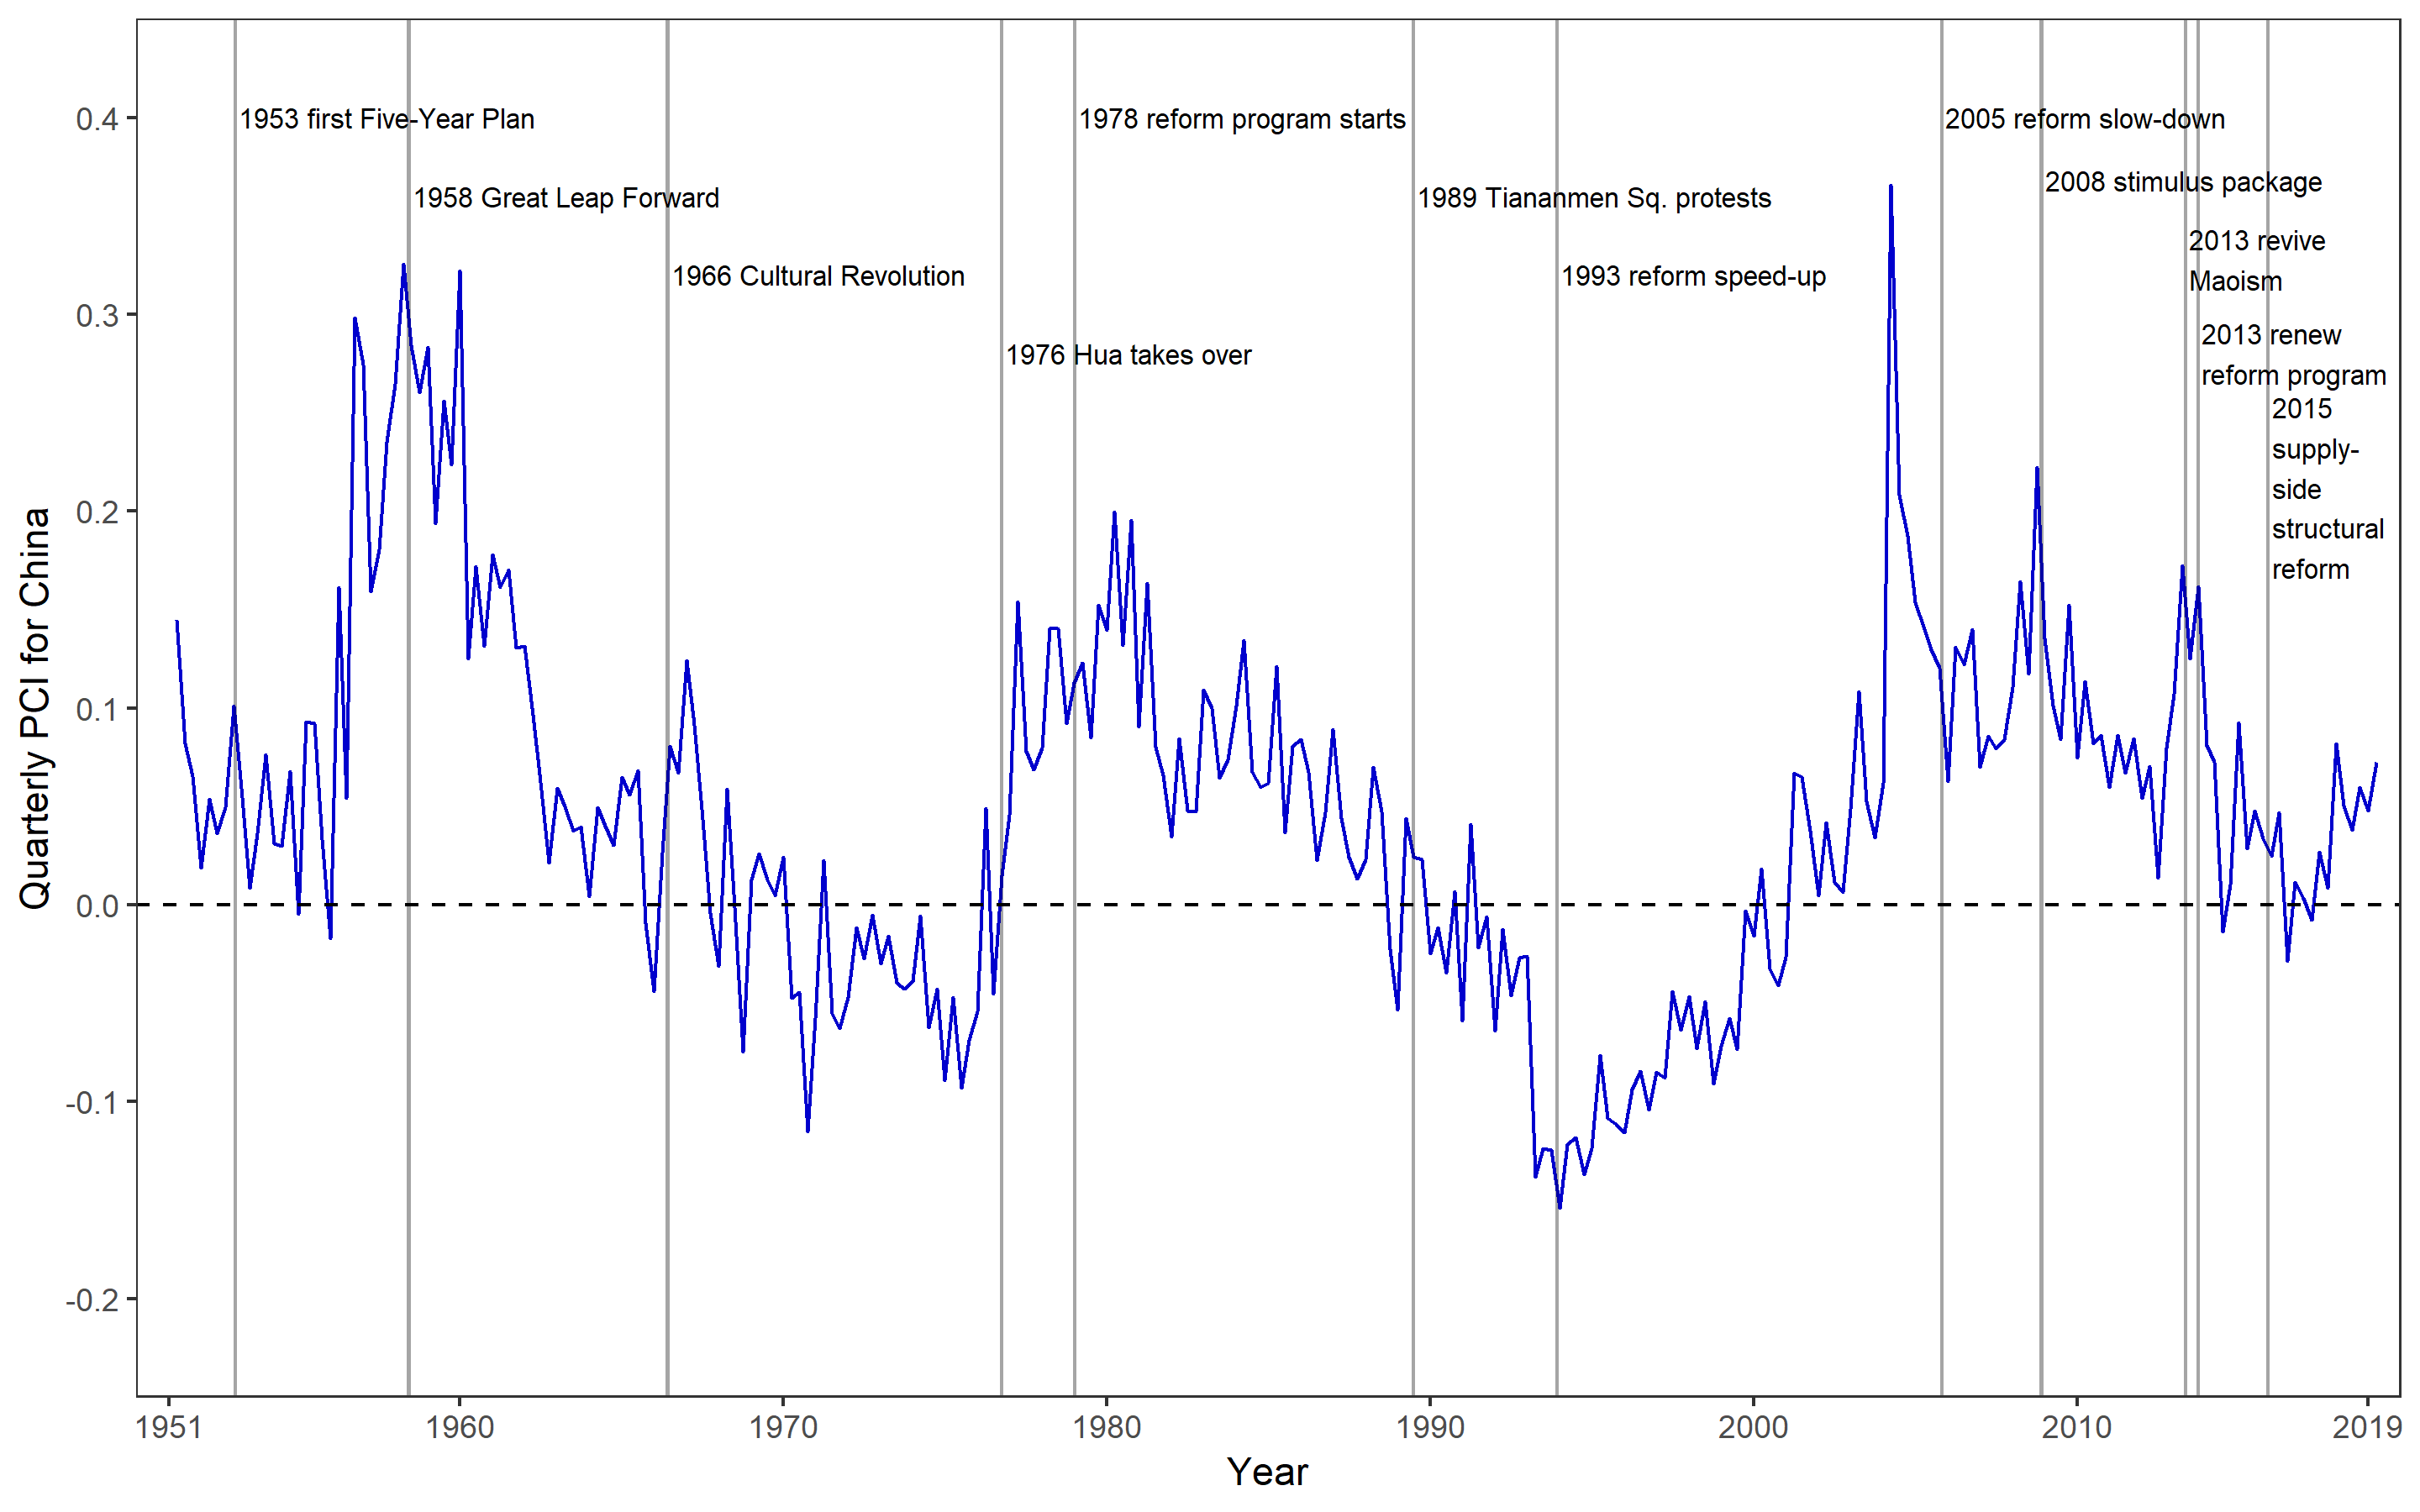 0.4
0.3
0.2
0.1
0.0
-0.1
-0.2
Quarterly PCI for China
1953 first Five-Year Plan
1958 Great Leap Forward
1966 Cultural Revolution
1976 Hua takes over
1978 reform program starts
1989 Tiananmen Sq. protests
1993 reform speed-up
2005 reform slow-down
2008 stimulus package
2013 revive
Maoism
2013 renew
reform program
2015
supply-
side
structural
reform
1951
1960
1970
1980
1990
2000
2010
2019
Year